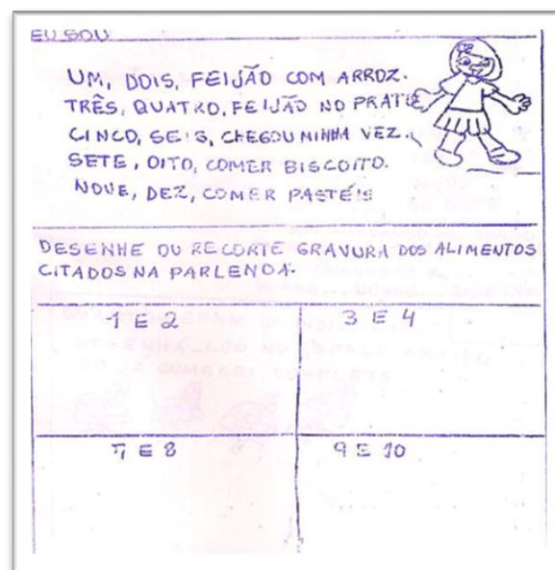 EU SOU
UM, DOIS, FEIJÃO COM ARROZ.
TRÊS, QUATRO, FEIJÃO NO PRATO
CINCO, SEIS, CHEGOU MINHA VEZ.
SETE, OITO, COMER BISCOITO.
NOVE, DEZ, COMER PASTÉIS
DESENHE OU RECORTE GRAVURA DOS ALIMENTOS
CITADOS NA PARLENDA.
1 E 2
3 E 4
7 E 8
9 E 10